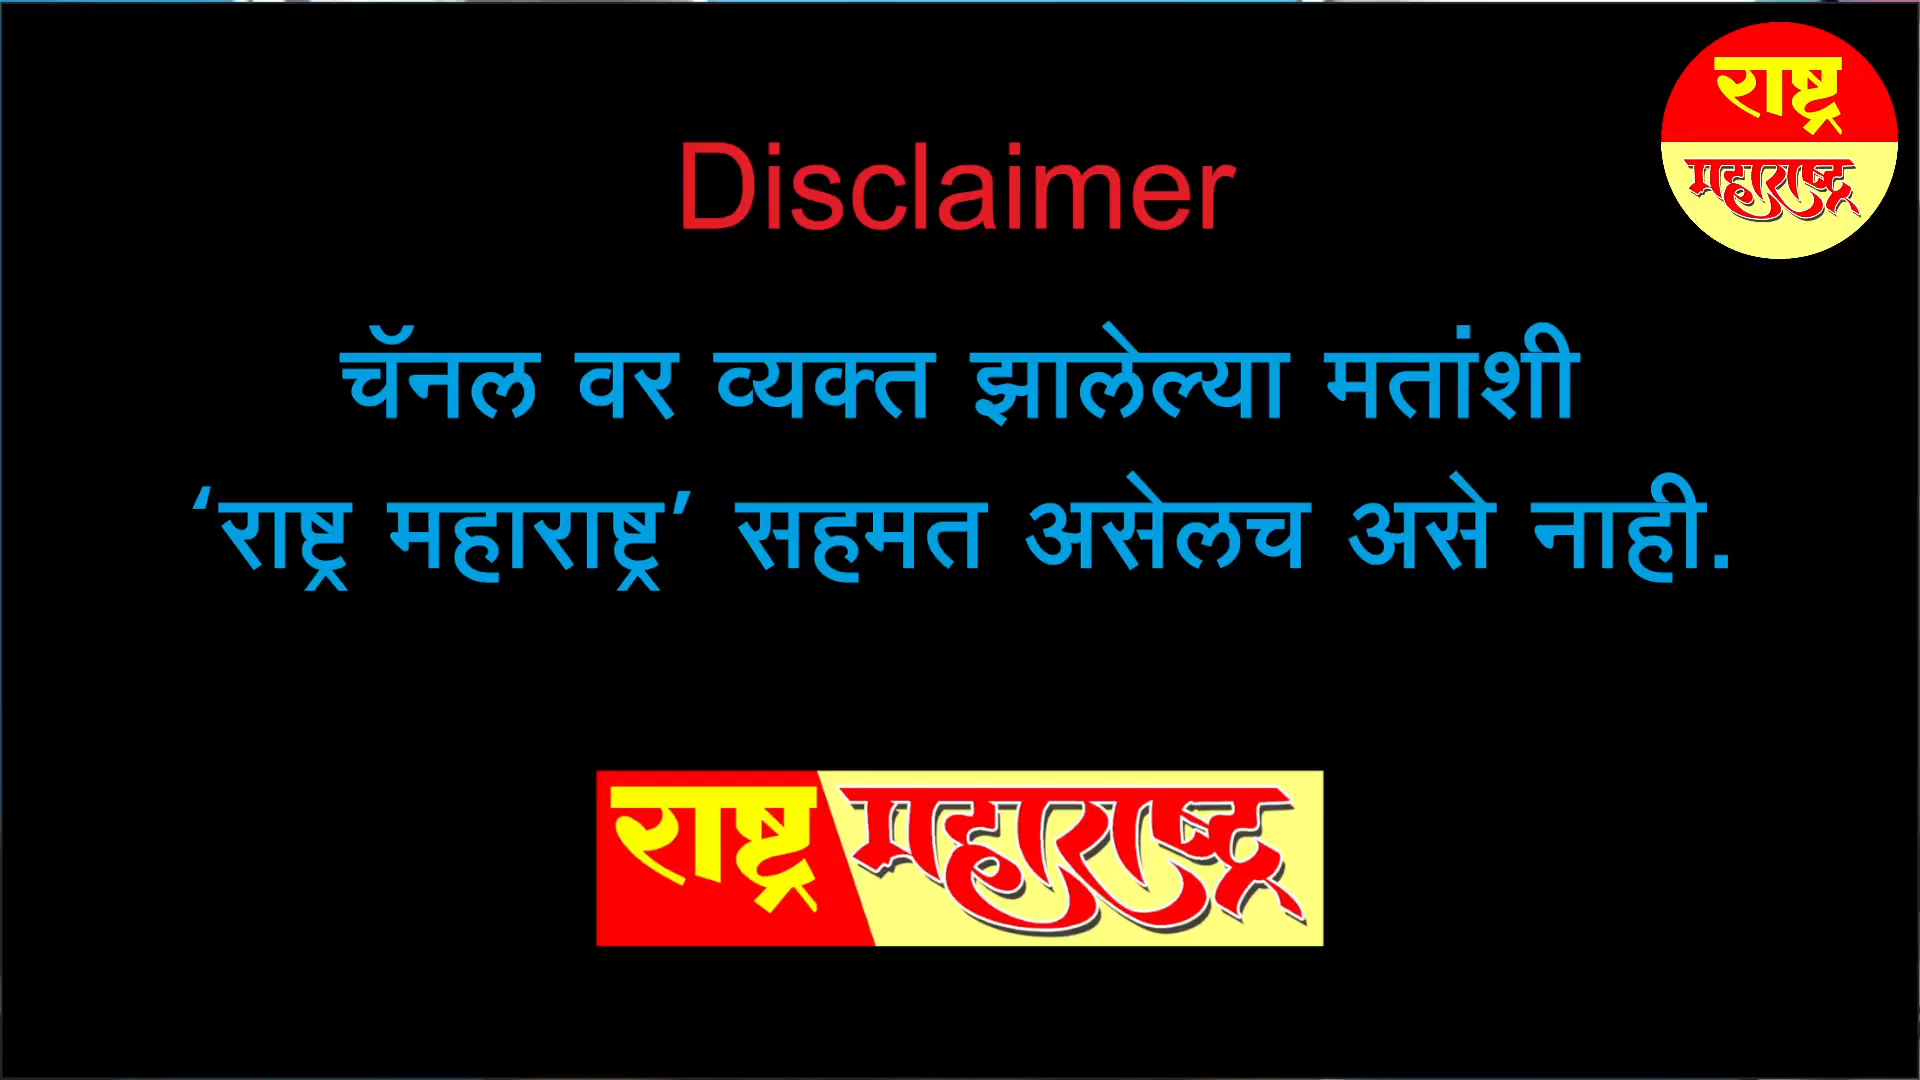 राष्ट्र
महाराष्ट्र
Disclaimer
चॅनल वर व्यक्त झालेल्या मतांशी
‘राष्ट्र महाराष्ट्र’ सहमत असेलच असे नाही.
राष्ट्र महाराष्ट्र